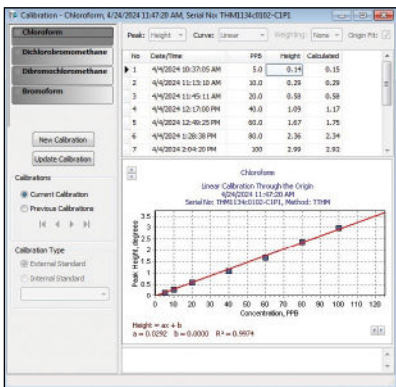 Calibration - Chloroform, 4/24/2024 11:47:20 AM, Serial No: THM1134c0102-C1P1
Chloroform
Dichlorobromomethane
Dibromochloromethane
Bromoform
New Calibration
Update Calibration
Calibrations
Current Calibration
Previous Calibrations
Calibration Type
External Standard
Internal Standard
Peak: Height Curve: Linear Weighting: None Origin Fit:
No Date/Time PPB Height Calculated
1 4/4/2024 10:37:05 AM 5.0 0.14 0.15
2 4/4/2024 11:13:10 AM 10.0 0.29 0.29
3 4/4/2024 11:45:11 AM 20.0 0.58 0.58
4 4/4/2024 12:17:00 PM 40.0 1.09 1.17
5 4/4/2024 12:49:25 PM 60.0 1.67 1.75
6 4/4/2024 1:28:38 PM 80.0 2.36 2.34
7 4/4/2024 2:04:20 PM 100 2.99 2.92
Chloroform
Linear Calibration Through the Origin
4/24/2024 11:47:20 AM
Serial No: THM1134c0102-C1P1, Method: TTHM
Peak Height, degrees
3.5
3
2.5
2
1.5
1
0.5
0
0 10 20 30 40 50 60 70 80 90 100 110 120
Concentration, PPB
Height = ax + b
a = 0.0292 b = 0.0000 R² = 0.9974